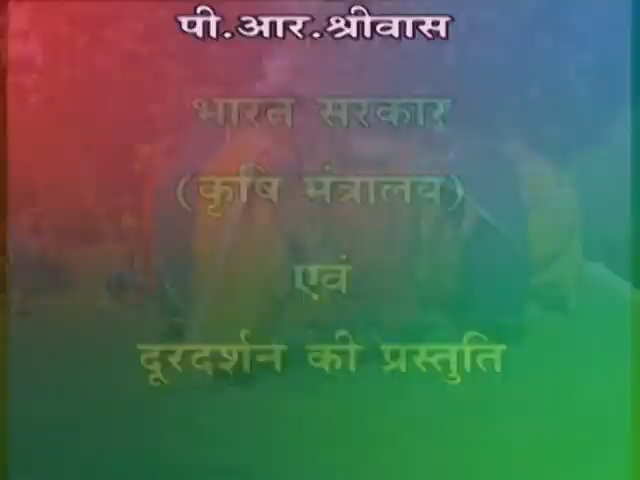 पी.आर.श्रीवास
भारत सरकार
(कृषि मंत्रालय)
एवं
दूरदर्शन की प्रस्तुति